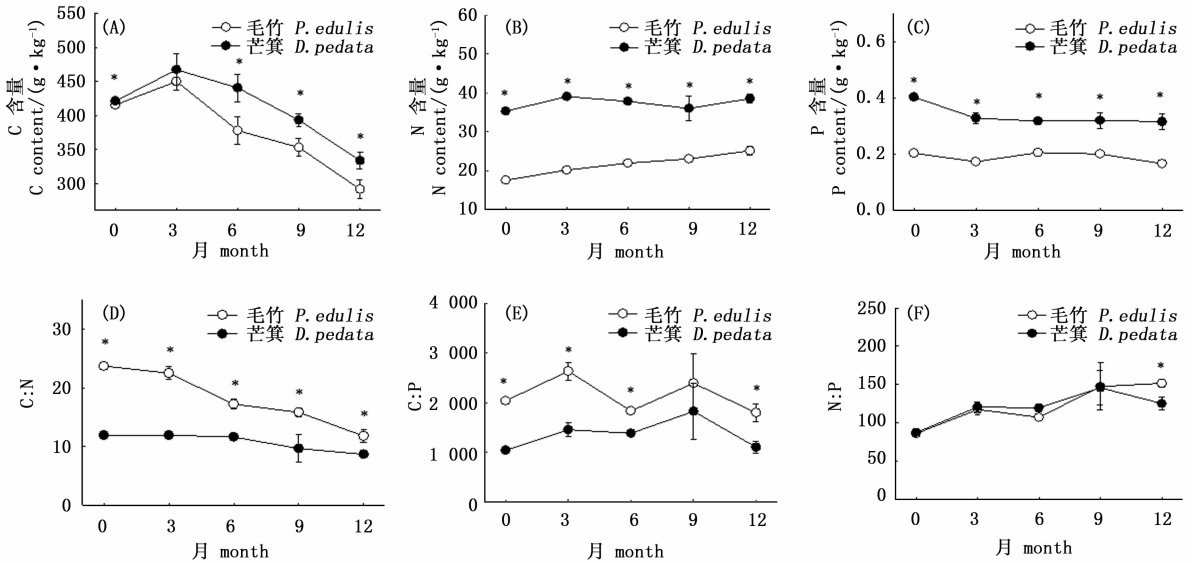 (A)
毛竹 P.edulis
芒萁 D.pedata
C 含量
C content/(g·kg⁻¹)
550
500
450
400
350
300
* * * *
0 3 6 9 12
月 month
(B)
毛竹 P.edulis
芒萁 D.pedata
N 含量
N content/(g·kg⁻¹)
60
50
40
30
20
10
* * * * *
0 3 6 9 12
月 month
(C)
毛竹 P.edulis
芒萁 D.pedata
P 含量
P content/(g·kg⁻¹)
0.6
0.4
0.2
0.0
* * * * *
0 3 6 9 12
月 month
(D)
毛竹 P.edulis
芒萁 D.pedata
C:N
30
20
10
0
* * * * *
0 3 6 9 12
月 month
(E)
毛竹 P.edulis
芒萁 D.pedata
C:P
4 000
3 000
2 000
1 000
0
* * * *
0 3 6 9 12
月 month
(F)
毛竹 P.edulis
芒萁 D.pedata
N:P
250
200
150
100
50
0
*
0 3 6 9 12
月 month